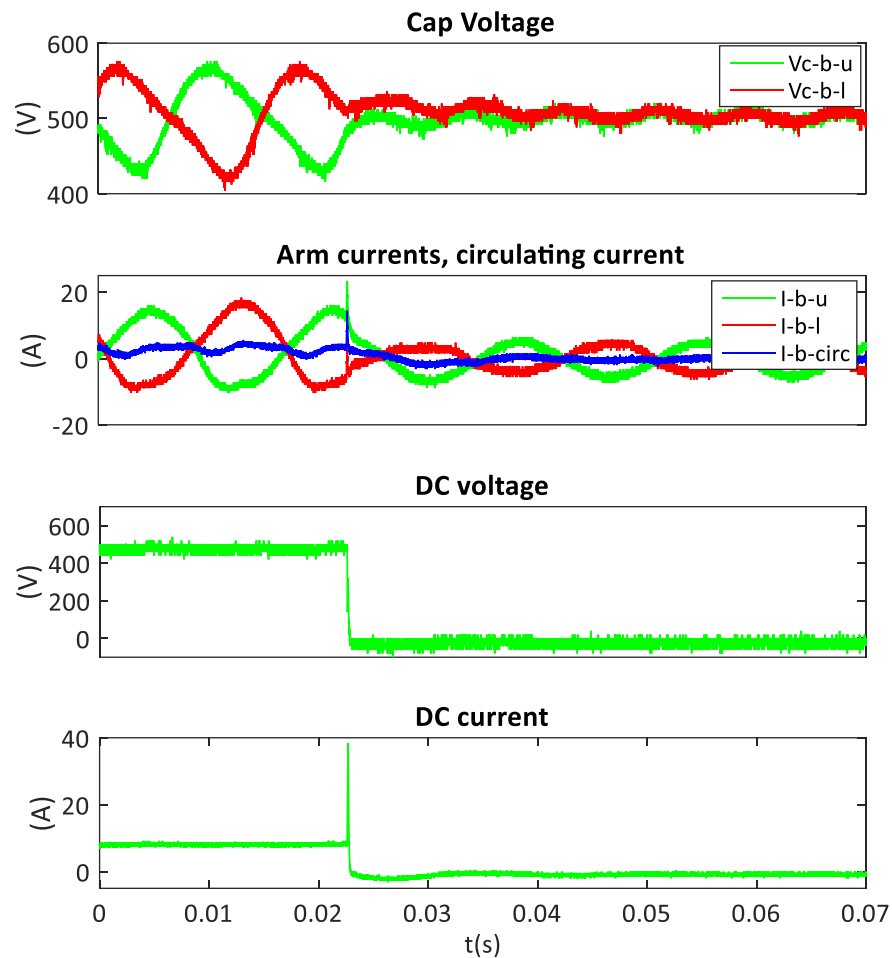 Cap Voltage
600
500
400
(V)
Vc-b-u
Vc-b-l
Arm currents, circulating current
20
0
-20
(A)
I-b-u
I-b-l
I-b-circ
DC voltage
600
400
200
0
(V)
DC current
40
20
0
(A)
0 0.01 0.02 0.03 0.04 0.05 0.06 0.07
t(s)